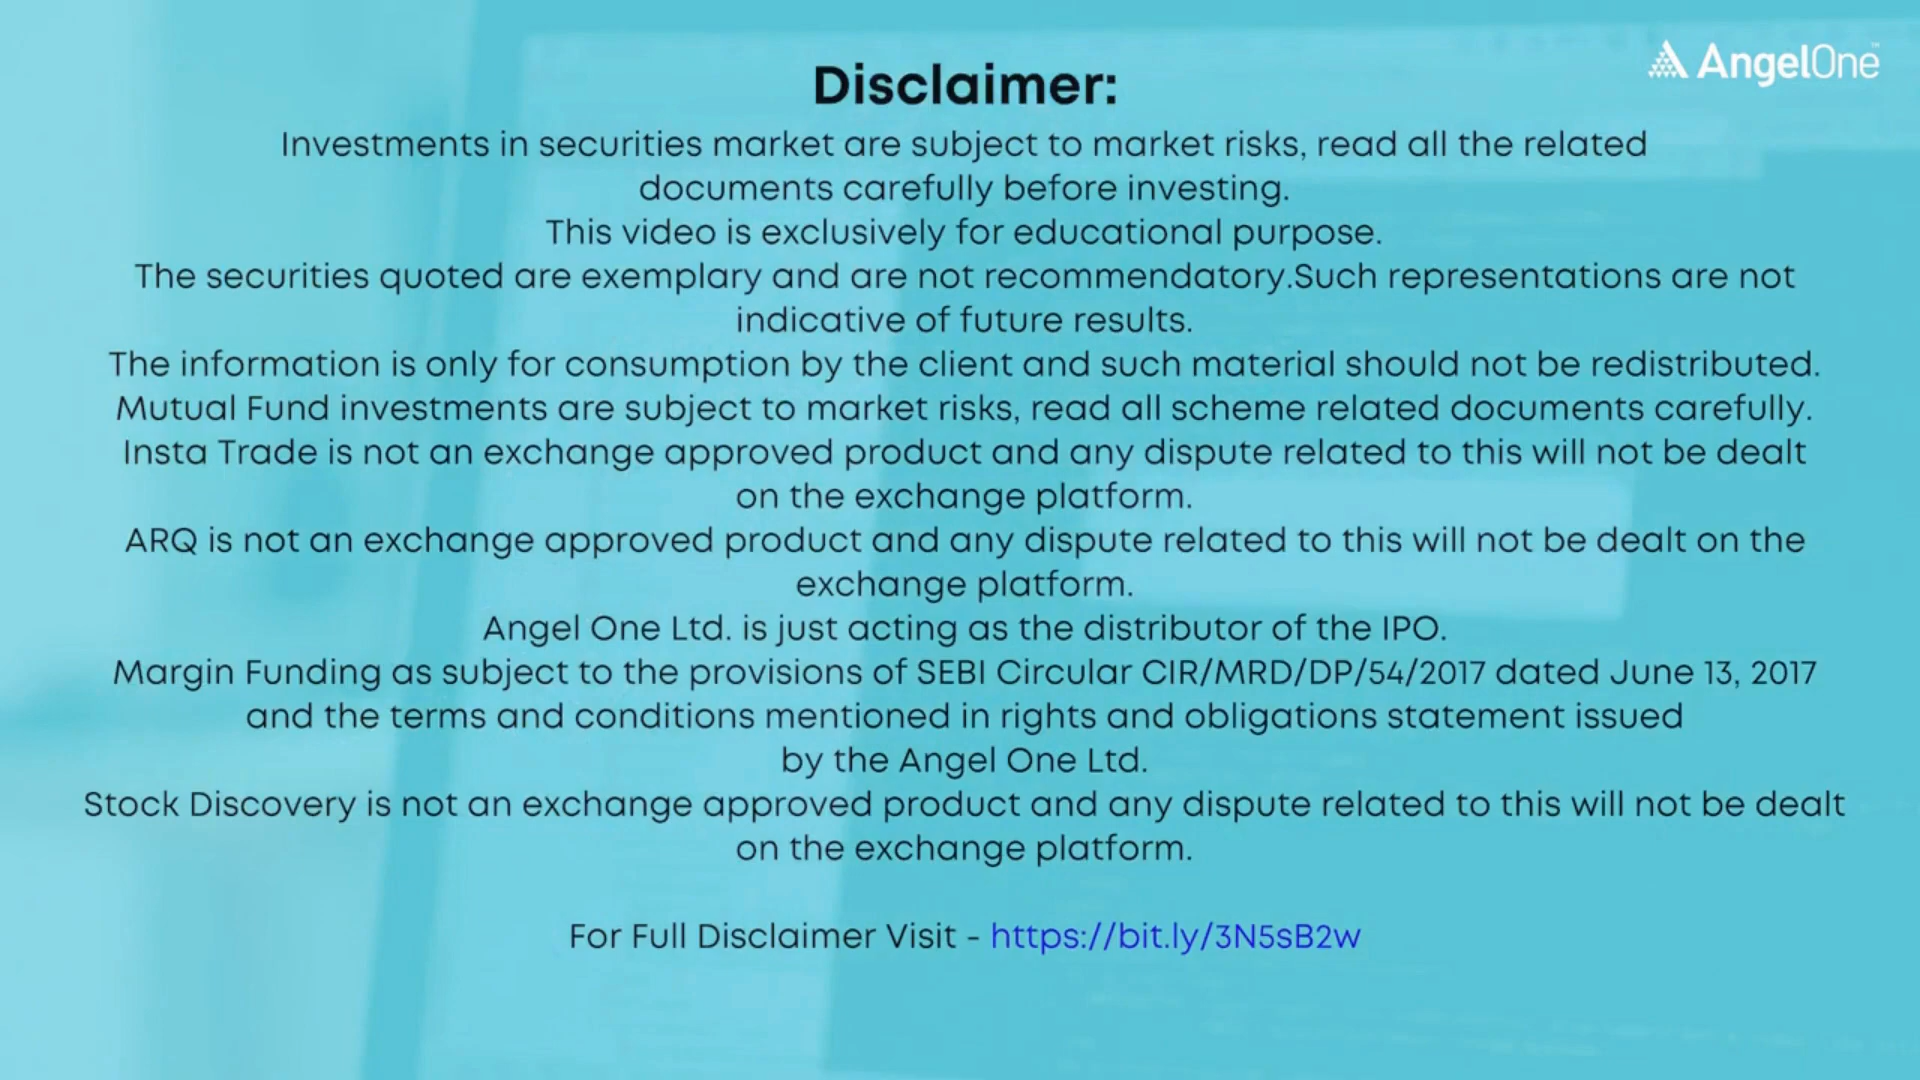 AngelOne™
Disclaimer:
Investments in securities market are subject to market risks, read all the related
documents carefully before investing.
This video is exclusively for educational purpose.
The securities quoted are exemplary and are not recommendatory.Such representations are not
indicative of future results.
The information is only for consumption by the client and such material should not be redistributed.
Mutual Fund investments are subject to market risks, read all scheme related documents carefully.
Insta Trade is not an exchange approved product and any dispute related to this will not be dealt
on the exchange platform.
ARQ is not an exchange approved product and any dispute related to this will not be dealt on the
exchange platform.
Angel One Ltd. is just acting as the distributor of the IPO.
Margin Funding as subject to the provisions of SEBI Circular CIR/MRD/DP/54/2017 dated June 13, 2017
and the terms and conditions mentioned in rights and obligations statement issued
by the Angel One Ltd.
Stock Discovery is not an exchange approved product and any dispute related to this will not be dealt
on the exchange platform.
For Full Disclaimer Visit - https://bit.ly/3N5sB2w